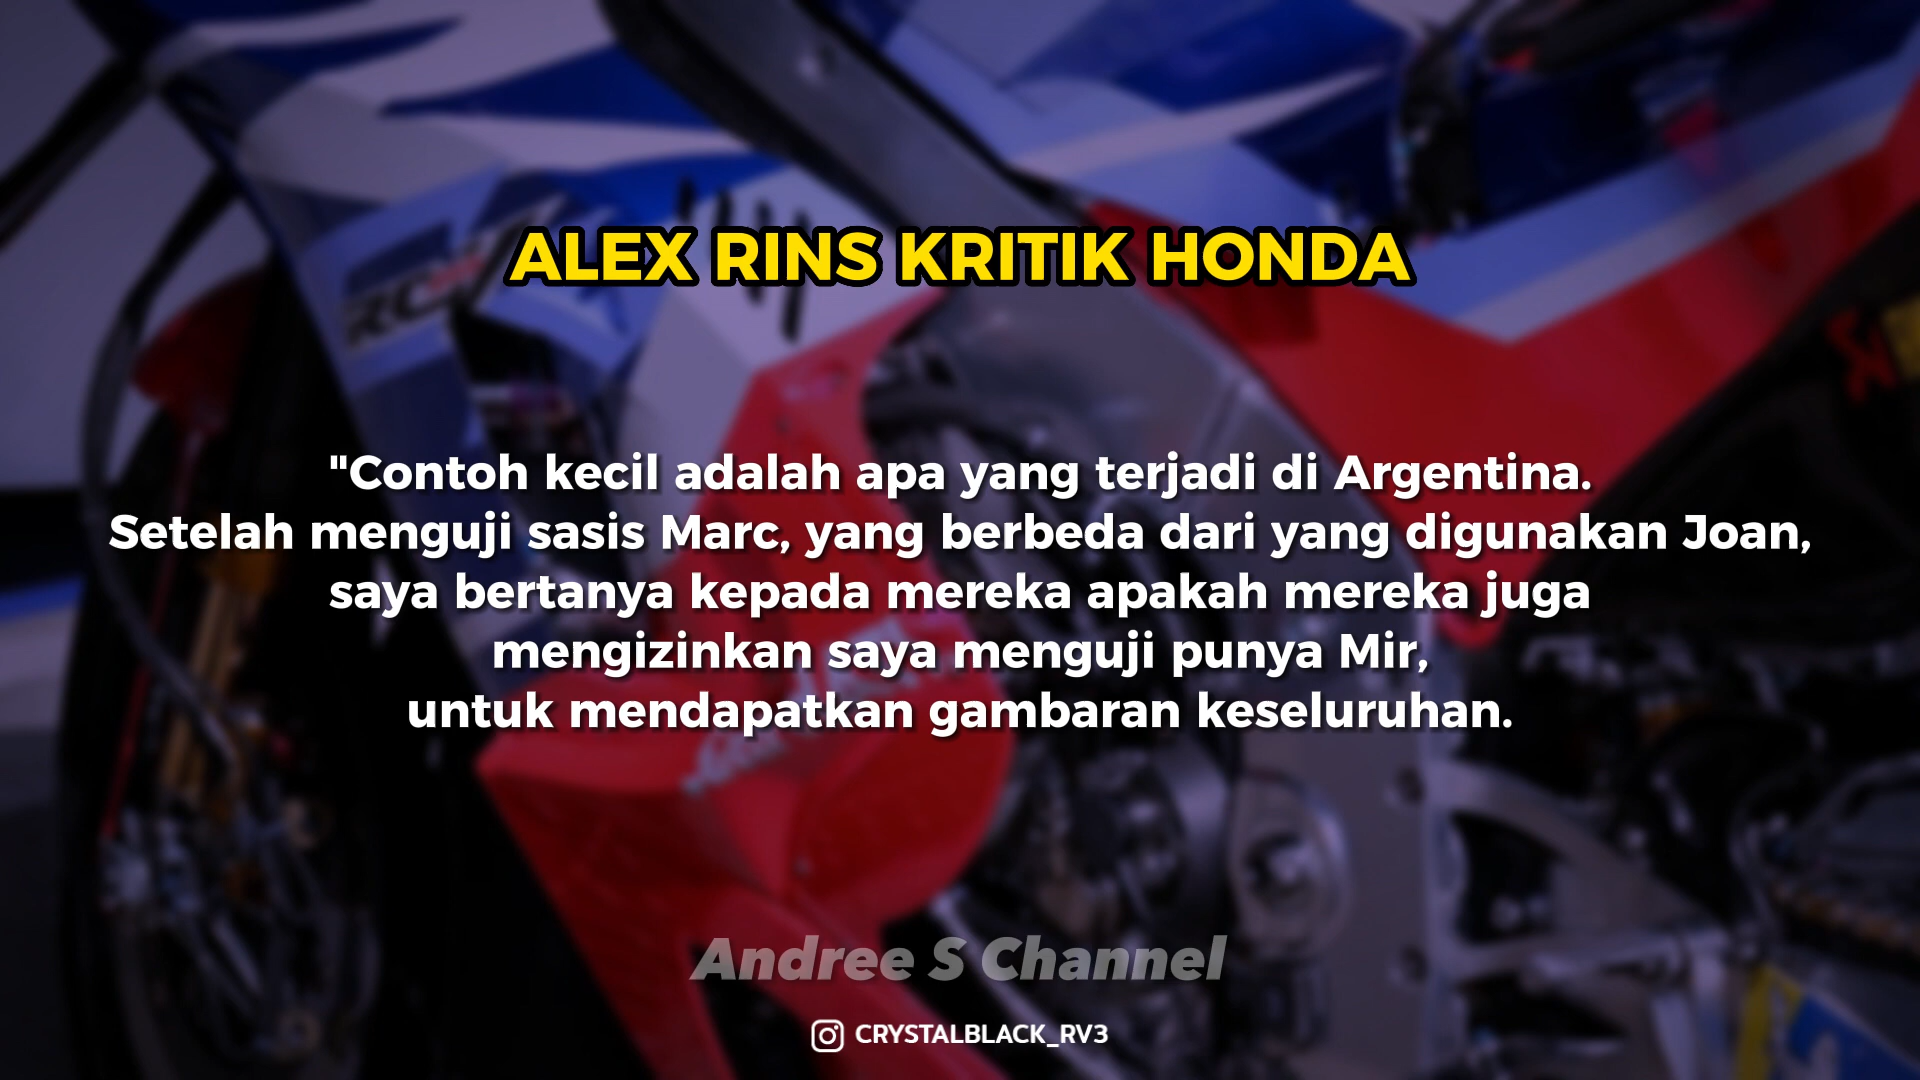 ALEX RINS KRITIK HONDA
"Contoh kecil adalah apa yang terjadi di Argentina.
Setelah menguji sasis Marc, yang berbeda dari yang digunakan Joan,
saya bertanya kepada mereka apakah mereka juga
mengizinkan saya menguji punya Mir,
untuk mendapatkan gambaran keseluruhan.
Andree S Channel
CRYSTALBLACK_RV3